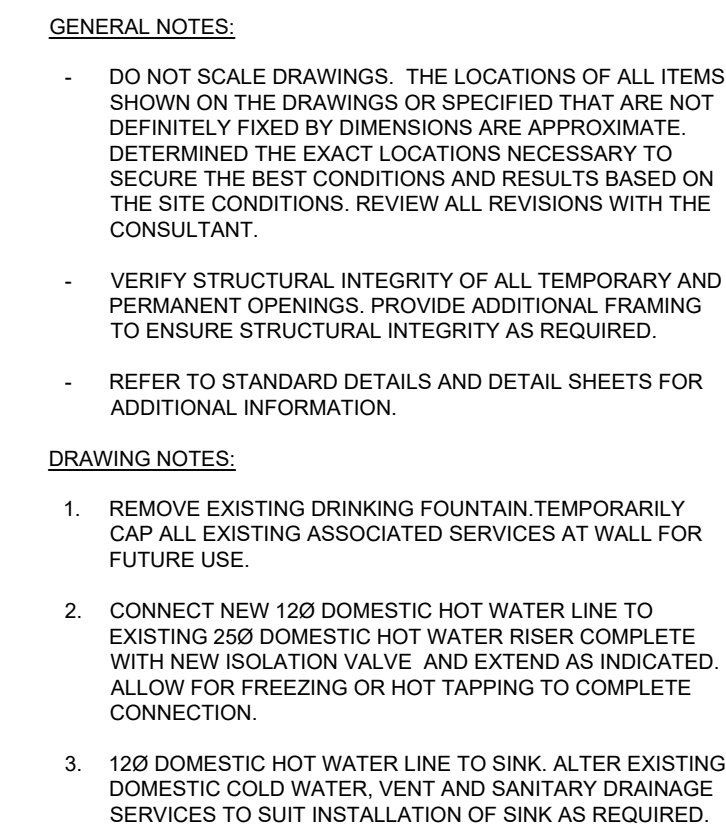 GENERAL NOTES:
- DO NOT SCALE DRAWINGS. THE LOCATIONS OF ALL ITEMS
SHOWN ON THE DRAWINGS OR SPECIFIED THAT ARE NOT
DEFINITELY FIXED BY DIMENSIONS ARE APPROXIMATE.
DETERMINED THE EXACT LOCATIONS NECESSARY TO
SECURE THE BEST CONDITIONS AND RESULTS BASED ON
THE SITE CONDITIONS. REVIEW ALL REVISIONS WITH THE
CONSULTANT.
- VERIFY STRUCTURAL INTEGRITY OF ALL TEMPORARY AND
PERMANENT OPENINGS. PROVIDE ADDITIONAL FRAMING
TO ENSURE STRUCTURAL INTEGRITY AS REQUIRED.
- REFER TO STANDARD DETAILS AND DETAIL SHEETS FOR
ADDITIONAL INFORMATION.
DRAWING NOTES:
1. REMOVE EXISTING DRINKING FOUNTAIN.TEMPORARILY
CAP ALL EXISTING ASSOCIATED SERVICES AT WALL FOR
FUTURE USE.
2. CONNECT NEW 12Ø DOMESTIC HOT WATER LINE TO
EXISTING 25Ø DOMESTIC HOT WATER RISER COMPLETE
WITH NEW ISOLATION VALVE AND EXTEND AS INDICATED.
ALLOW FOR FREEZING OR HOT TAPPING TO COMPLETE
CONNECTION.
3. 12Ø DOMESTIC HOT WATER LINE TO SINK. ALTER EXISTING
DOMESTIC COLD WATER, VENT AND SANITARY DRAINAGE
SERVICES TO SUIT INSTALLATION OF SINK AS REQUIRED.